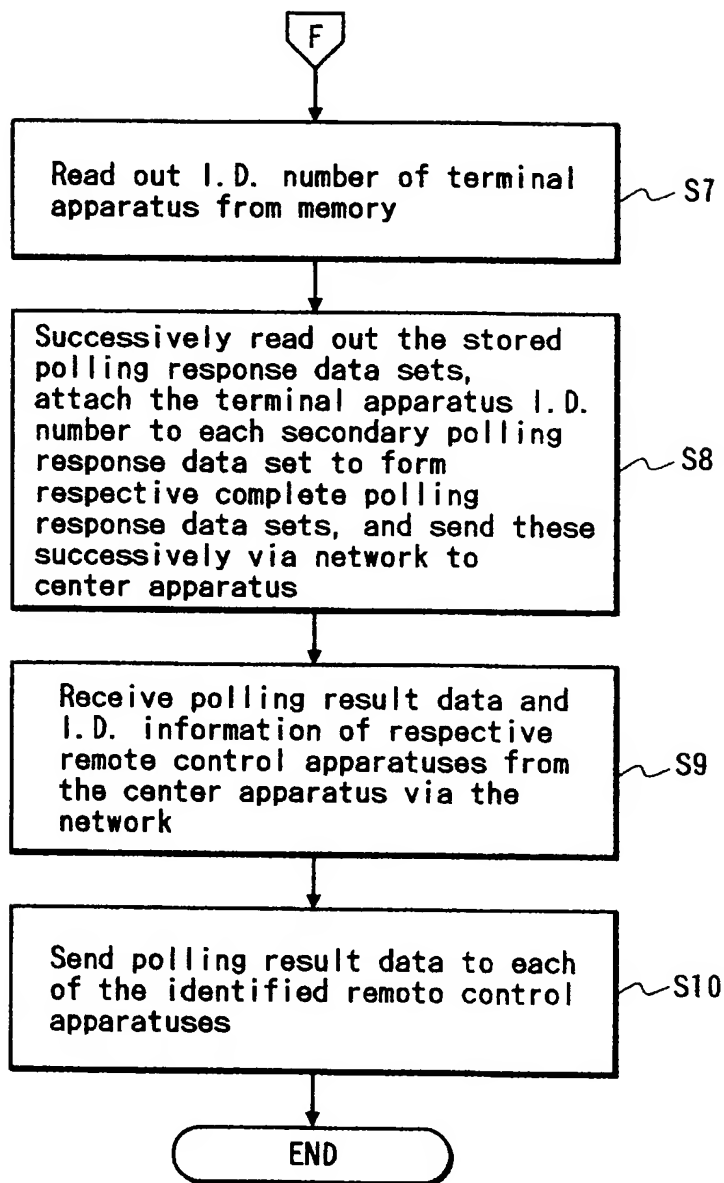 F
Read out I.D. number of terminal
apparatus from memory
S7
Successively read out the stored
polling response data sets,
attach the terminal apparatus I.D.
number to each secondary polling
response data set to form
respective complete polling
response data sets, and send these
successively via network to
center apparatus
S8
Receive polling result data and
I.D. information of respective
remote control apparatuses from
the center apparatus via the
network
S9
Send polling result data to each
of the identified remoto control
apparatuses
S10
END